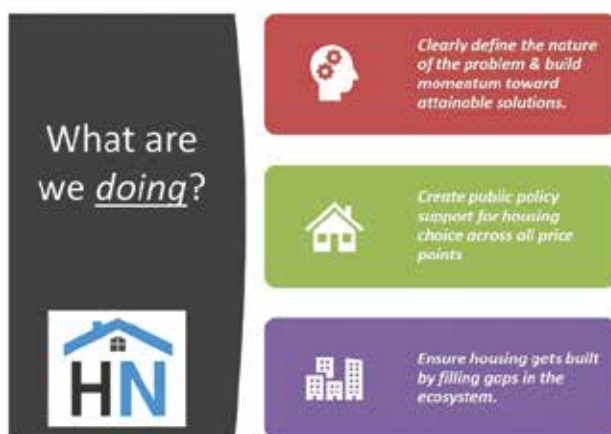 What are
we doing?
HN
Clearly define the nature
of the problem & build
momentum toward
attainable solutions.
Create public policy
support for housing
choice across all price
points
Ensure housing gets built
by filling gaps in the
ecosystem.